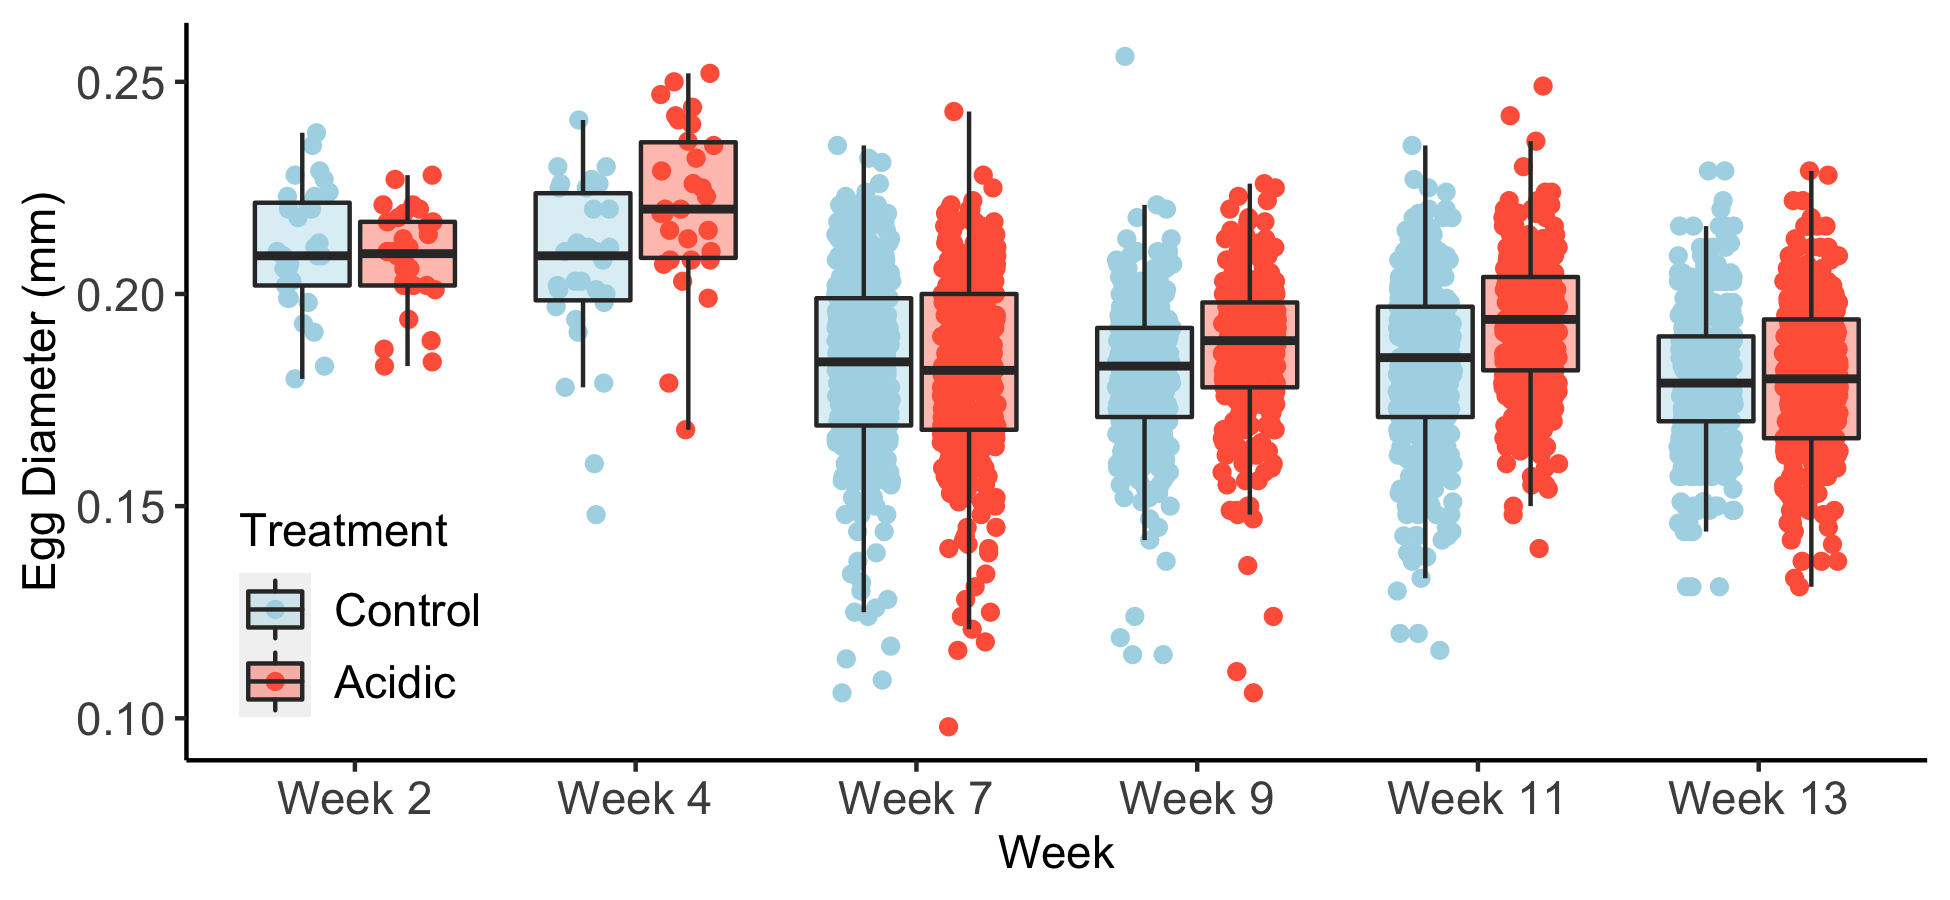 Egg Diameter (mm)
0.25
0.20
0.15
0.10
Treatment
Control
Acidic
Week 2
Week 4
Week 7
Week 9
Week 11
Week 13
Week